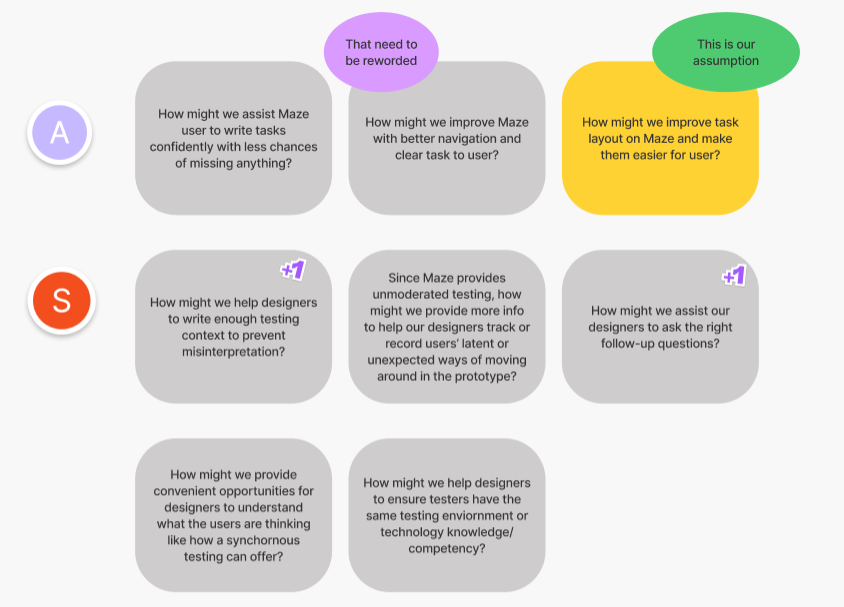 That need to
be reworded
This is our
assumption
A
How might we assist Maze
user to write tasks
confidently with less chances
of missing anything?
How might we improve Maze
with better navigation and
clear task to user?
How might we improve task
layout on Maze and make
them easier for user?
S
+1
How might we help designers
to write enough testing
context to prevent
misinterpretation?
Since Maze provides
unmoderated testing, how
might we provide more info
to help our designers track or
record users' latent or
unexpected ways of moving
around in the prototype?
+1
How might we assist our
designers to ask the right
follow-up questions?
How might we provide
convenient opportunities for
designers to understand
what the users are thinking
like how a synchornous
testing can offer?
How might we help designers
to ensure testers have the
same testing enviornment or
technology knowledge/
competency?